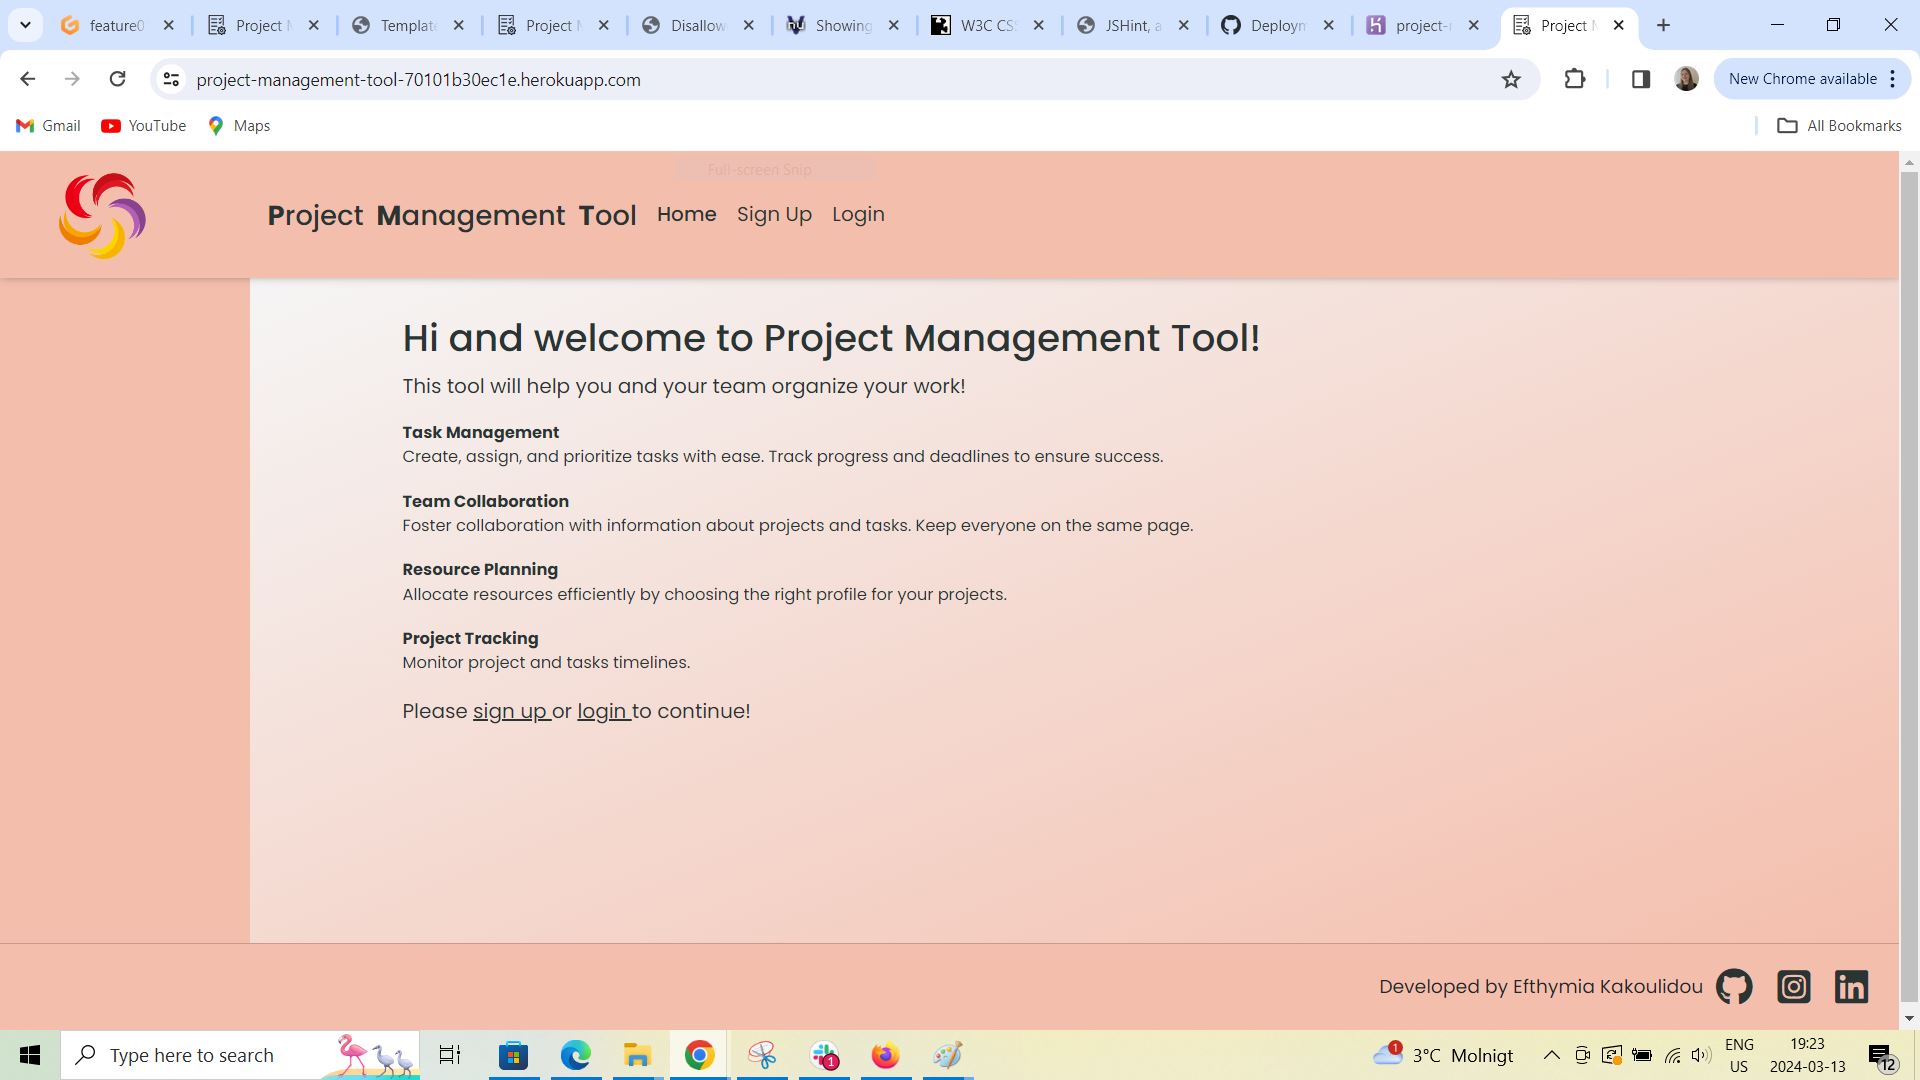 feature0
Project M
Template
Project M
Disallow
Showing
W3C CSS
JSHint, a
Deploym
project-r
Project M
project-management-tool-70101b30ec1e.herokuapp.com
New Chrome available
Gmail
YouTube
Maps
All Bookmarks
Full-screen Snip
Project Management Tool
Home
Sign Up
Login
Hi and welcome to Project Management Tool!
This tool will help you and your team organize your work!
Task Management
Create, assign, and prioritize tasks with ease. Track progress and deadlines to ensure success.
Team Collaboration
Foster collaboration with information about projects and tasks. Keep everyone on the same page.
Resource Planning
Allocate resources efficiently by choosing the right profile for your projects.
Project Tracking
Monitor project and tasks timelines.
Please sign up or login to continue!
Developed by Efthymia Kakoulidou
Type here to search
1
1
3°C Molnigt
ENG
US
19:23
2024-03-13
12